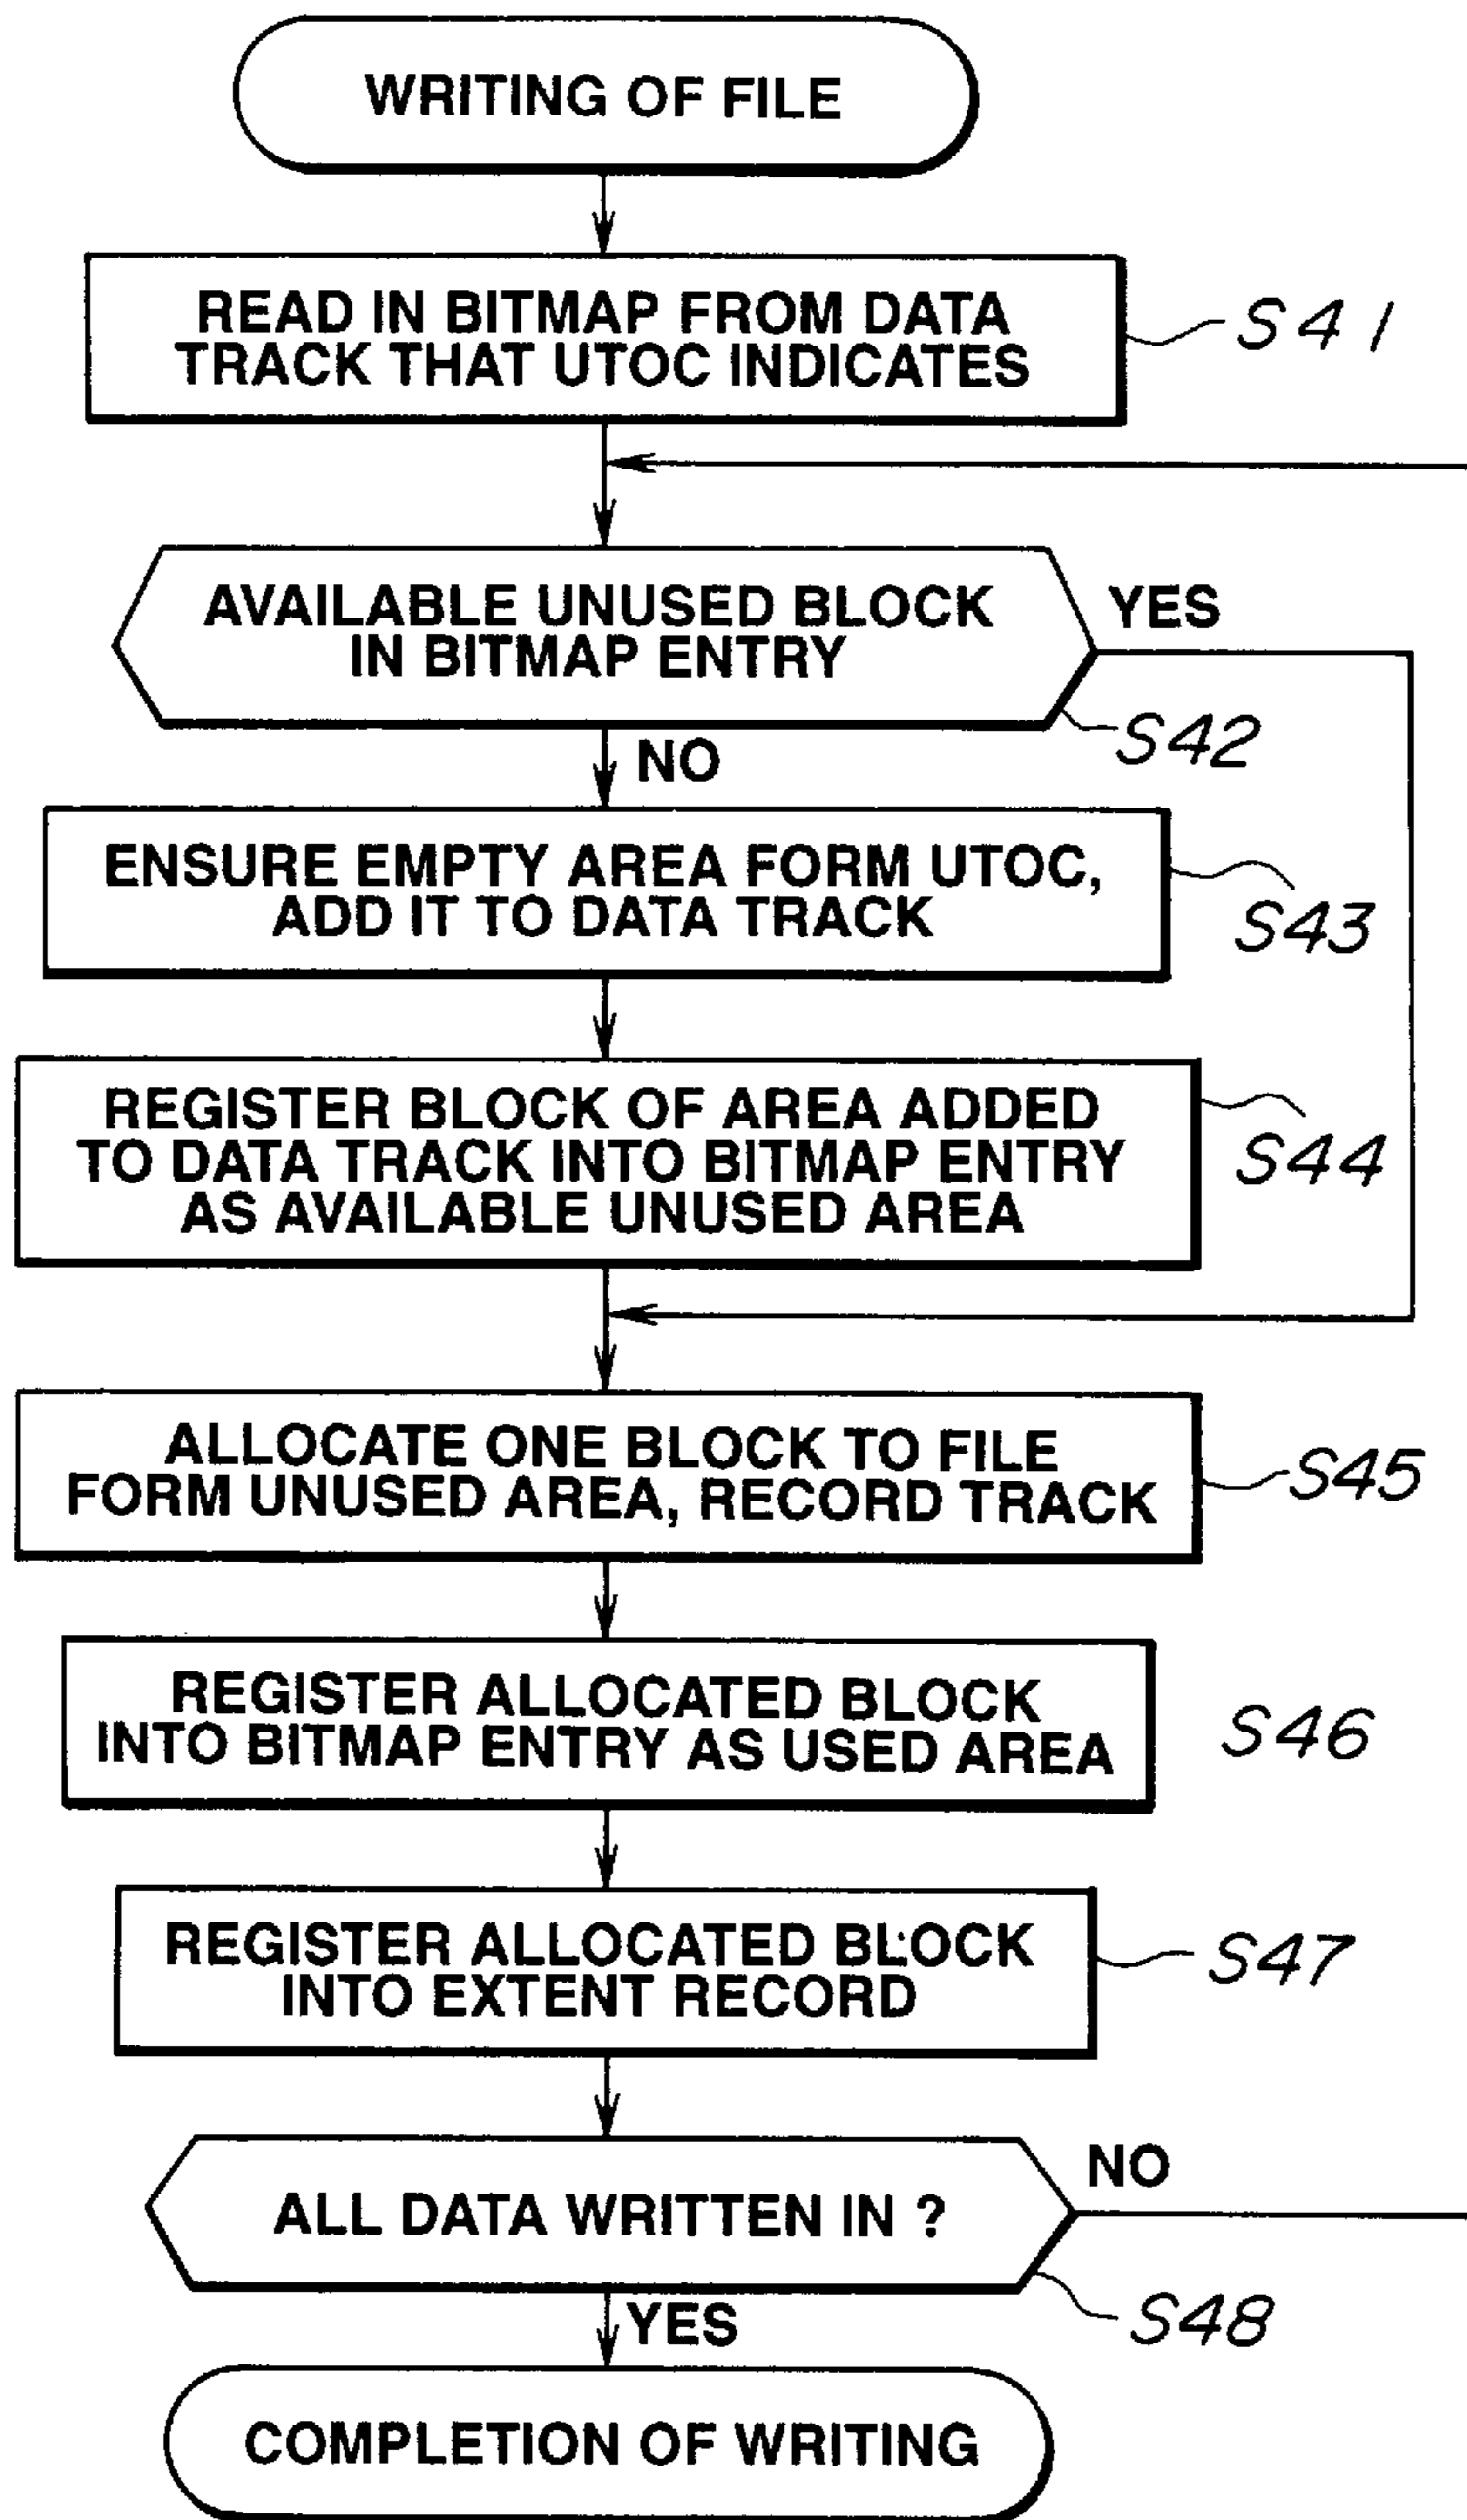 WRITING OF FILE
READ IN BITMAP FROM DATA
TRACK THAT UTOC INDICATES
S41
AVAILABLE UNUSED BLOCK
IN BITMAP ENTRY
YES
S42
NO
ENSURE EMPTY AREA FORM UTOC,
ADD IT TO DATA TRACK
S43
REGISTER BLOCK OF AREA ADDED
TO DATA TRACK INTO BITMAP ENTRY
AS AVAILABLE UNUSED AREA
S44
ALLOCATE ONE BLOCK TO FILE
FORM UNUSED AREA, RECORD TRACK
S45
REGISTER ALLOCATED BLOCK
INTO BITMAP ENTRY AS USED AREA
S46
REGISTER ALLOCATED BLOCK
INTO EXTENT RECORD
S47
ALL DATA WRITTEN IN ?
NO
S48
YES
COMPLETION OF WRITING